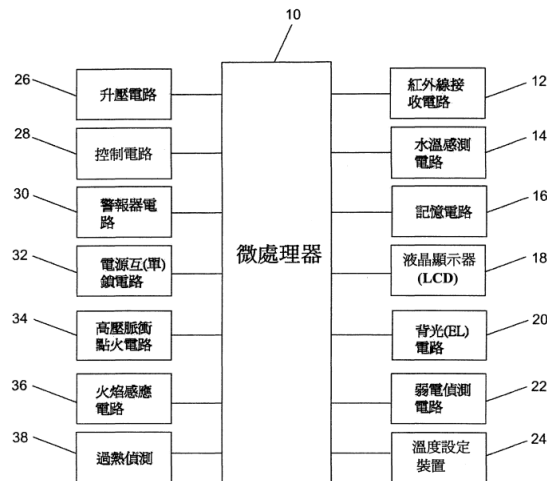 10
26
升壓電路
紅外線接
收電路
12
28
控制電路
水溫感測
電路
14
30
警報器電
路
記憶電路
16
32
電源互(單)
鎖電路
微處理器
液晶顯示器
(LCD)
18
34
高壓脈衝
點火電路
背光(EL)
電路
20
36
火焰感應
電路
弱電偵測
電路
22
38
過熱偵測
溫度設定
裝置
24